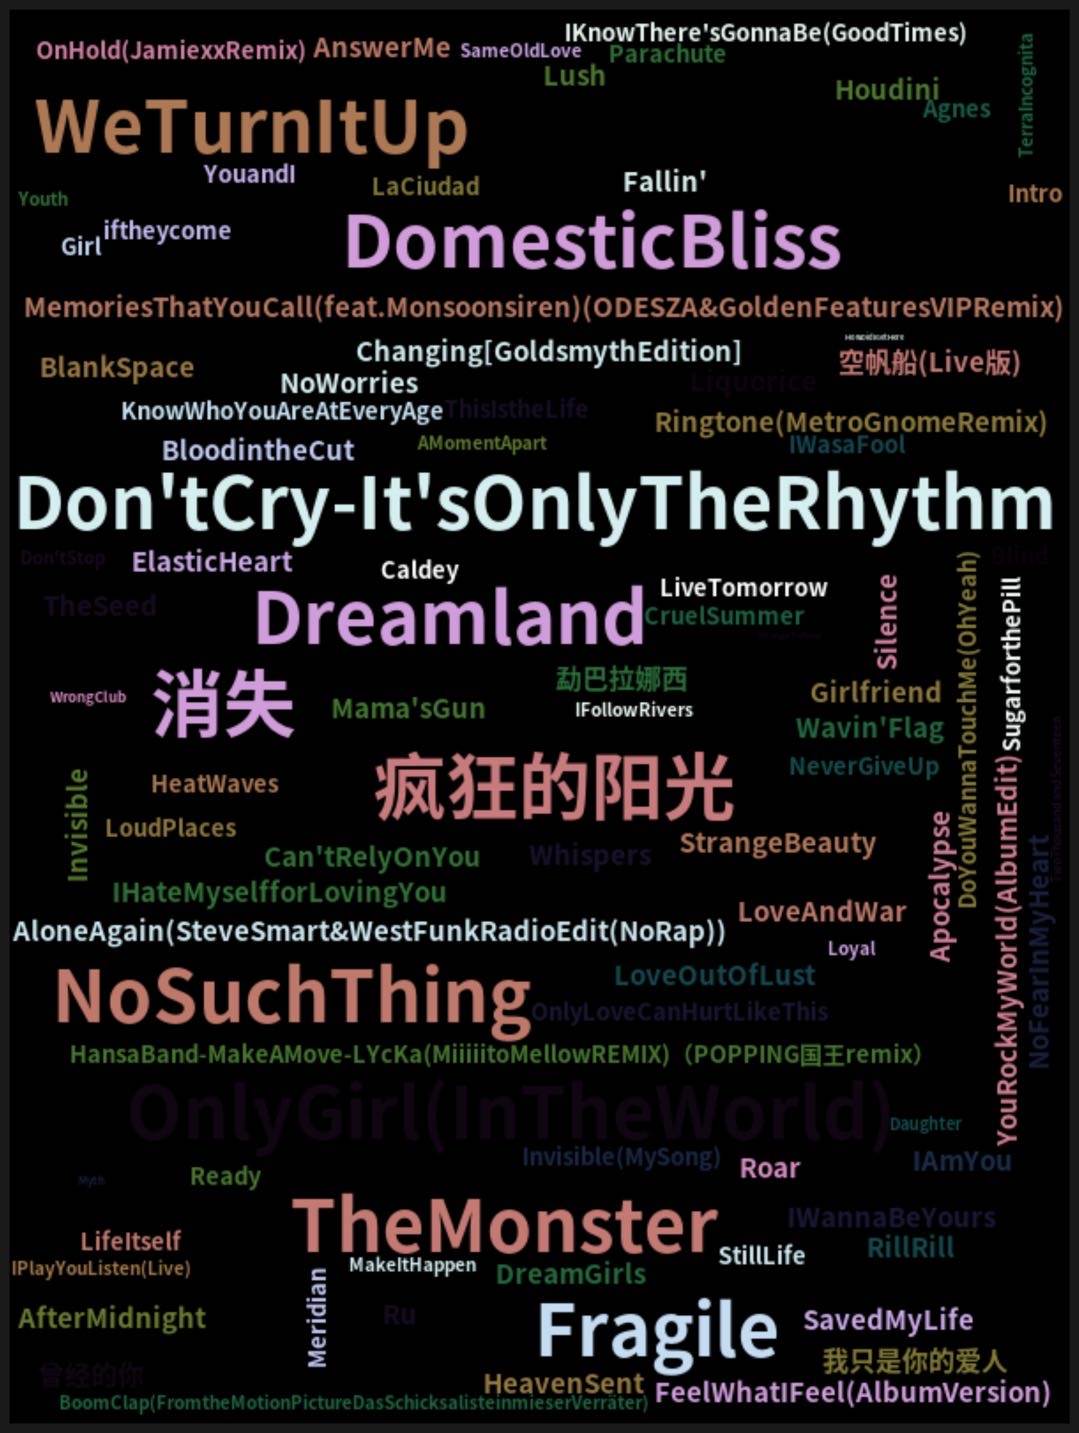 IKnowThere'sGonnaBe(GoodTimes)
OnHold(JamiexxRemix)
AnswerMe
SameOldLove
Parachute
TerraIncognita
Lush
Houdini
Agnes
WeTurnItUp
YouandI
LaCiudad
Fallin'
Intro
Youth
iftheycome
Girl
DomesticBliss
MemoriesThatYouCall(feat.Monsoonsiren)(ODESZA&GoldenFeaturesVIPRemix)
Changing[GoldsmythEdition]
空帆船(Live版)
BlankSpace
NoWorries
Liquorice
KnowWhoYouAreAtEveryAge
ThisIstheLife
Ringtone(MetroGnomeRemix)
BloodintheCut
AMomentApart
IWasaFool
Don'tCry-It'sOnlyTheRhythm
Don'tStop
ElasticHeart
Caldey
Blind
LiveTomorrow
TheSeed
Dreamland
CruelSummer
Silence
DoYouWannaTouchMe(OhYeah)
SugarforthePill
消失
勐巴拉娜西
WrongClub
Mama'sGun
IFollowRivers
Girlfriend
Wavin'Flag
疯狂的阳光
NeverGiveUp
HeatWaves
Invisible
LoudPlaces
StrangeBeauty
Can'tRelyOnYou
Whispers
Apocalypse
YouRockMyWorld(AlbumEdit)
NoFearInMyHeart
TwoThousandandSeventeen
IHateMyselfforLovingYou
LoveAndWar
AloneAgain(SteveSmart&WestFunkRadioEdit(NoRap))
Loyal
NoSuchThing
LoveOutOfLust
OnlyLoveCanHurtLikeThis
HansaBand-MakeAMove-LYcKa(MiiiiitoMellowREMIX)（POPPING国王remix）
OnlyGirl(InTheWorld)
Daughter
Invisible(MySong)
Roar
IAmYou
Myth
Ready
TheMonster
IWannaBeYours
LifeItself
StillLife
RillRill
IPlayYouListen(Live)
MakeItHappen
DreamGirls
Meridian
AfterMidnight
Ru
Fragile
SavedMyLife
我只是你的爱人
曾经的你
HeavenSent
FeelWhatIFeel(AlbumVersion)
BoomClap(FromtheMotionPictureDasSchicksalisteinmieserVerräter)